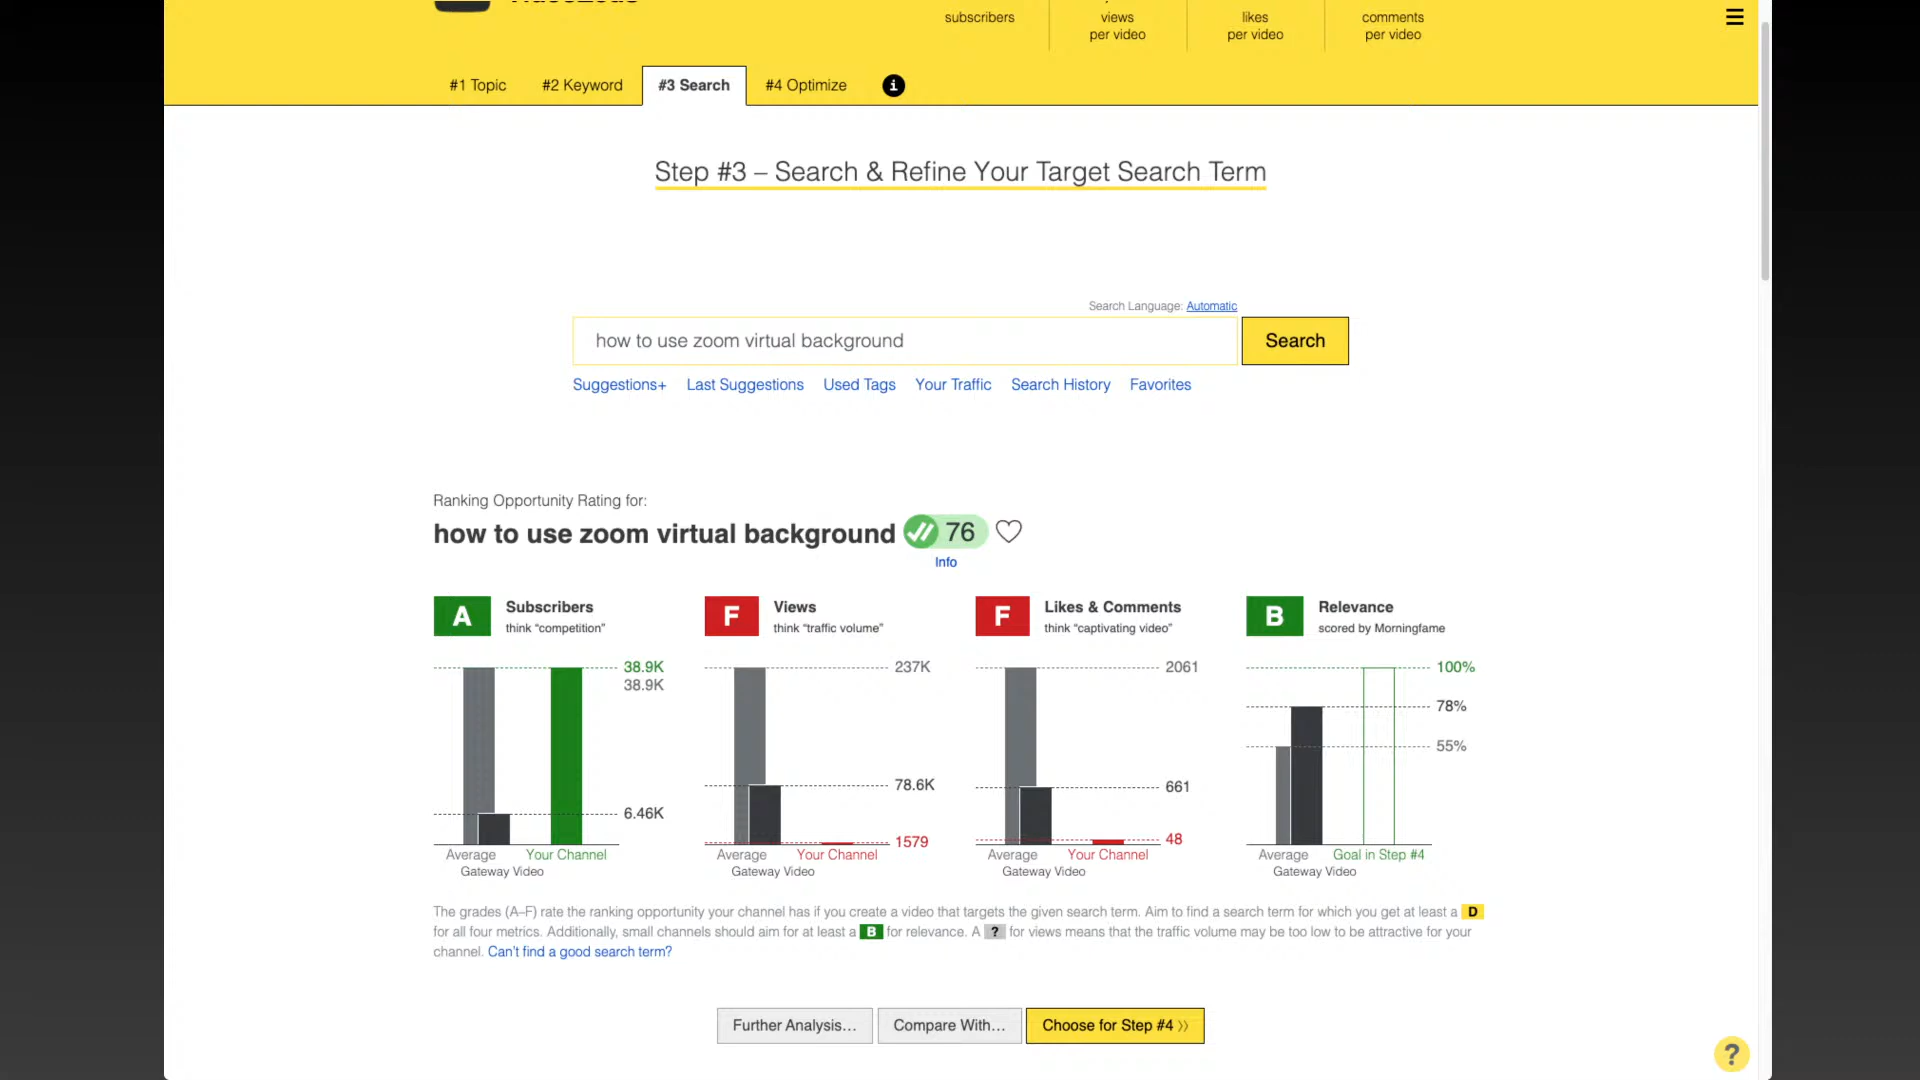 subscribers
views
per video
likes
per video
comments
per video
#1 Topic
#2 Keyword
#3 Search
#4 Optimize
i
Step #3 – Search & Refine Your Target Search Term
Search Language: Automatic
how to use zoom virtual background
Search
Suggestions+
Last Suggestions
Used Tags
Your Traffic
Search History
Favorites
Ranking Opportunity Rating for:
how to use zoom virtual background
76
Info
A
Subscribers
think “competition”
38.9K
38.9K
6.46K
Average
Your Channel
Gateway Video
F
Views
think “traffic volume”
237K
78.6K
1579
Average
Your Channel
Gateway Video
F
Likes & Comments
think “captivating video”
2061
661
48
Average
Your Channel
Gateway Video
B
Relevance
scored by Morningfame
100%
78%
55%
Average
Goal in Step #4
Gateway Video
The grades (A–F) rate the ranking opportunity your channel has if you create a video that targets the given search term. Aim to find a search term for which you get at least a D
for all four metrics. Additionally, small channels should aim for at least a B for relevance. A ? for views means that the traffic volume may be too low to be attractive for your
channel. Can’t find a good search term?
Further Analysis…
Compare With…
Choose for Step #4 »
?